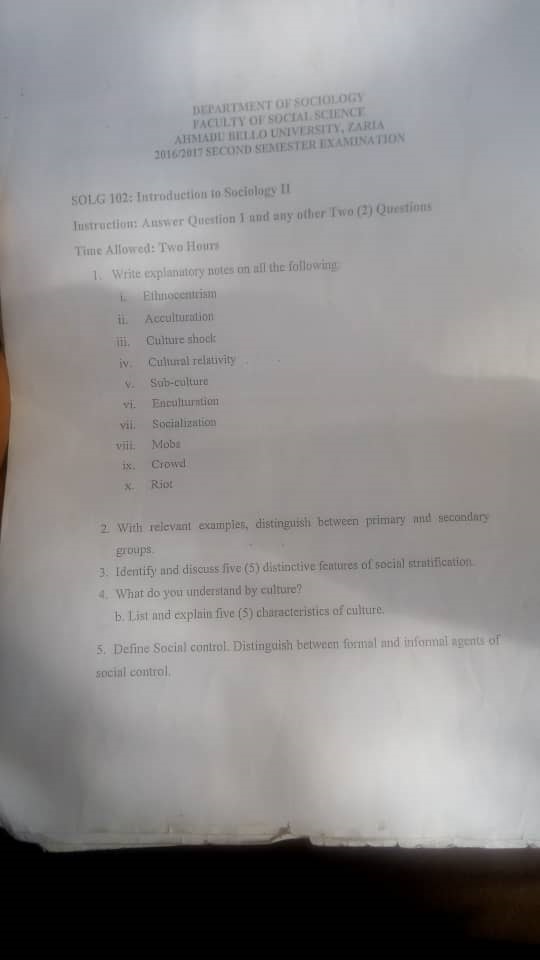 DEPARTMENT OF SOCIOLOGY
FACULTY OF SOCIAL SCIENCE
AHMADU BELLO UNIVERSITY, ZARIA
2016/2017 SECOND SEMESTER EXAMINATION
SOLG 102: Introduction to Sociology II
Instruction: Answer Question 1 and any other Two (2) Questions
Time Allowed: Two Hours
1. Write explanatory notes on all the following:
i. Ethnocentrism
ii. Acculturation
iii. Culture shock
iv. Cultural relativity
v. Sub-culture
vi. Enculturation
vii. Socialization
viii. Mobs
ix. Crowd
x. Riot
2. With relevant examples, distinguish between primary and secondary
groups.
3. Identify and discuss five (5) distinctive features of social stratification.
4. What do you understand by culture?
b. List and explain five (5) characteristics of culture.
5. Define Social control. Distinguish between formal and informal agents of
social control.